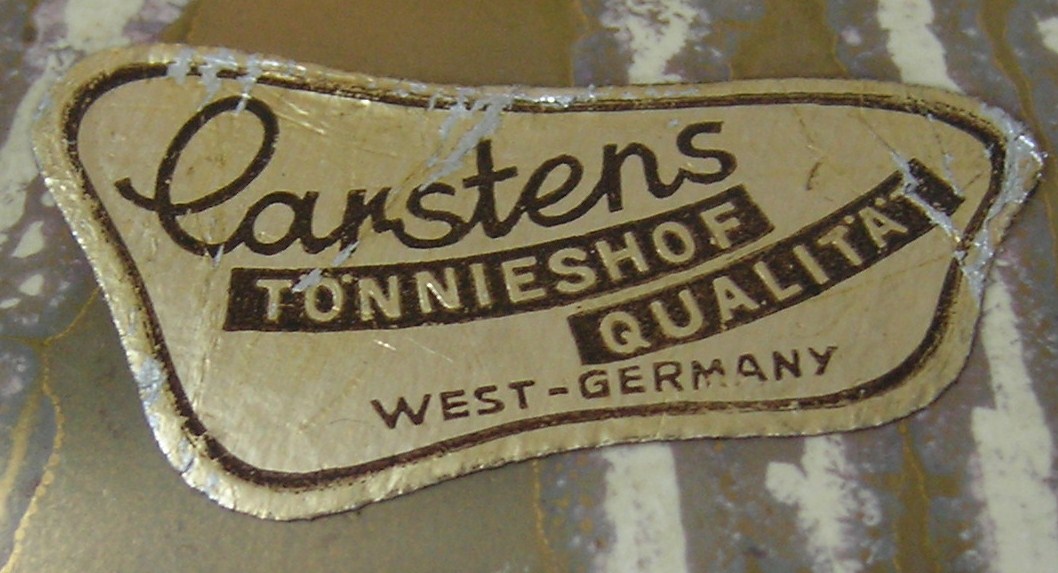 Carstens
TÖNNIESHOF
QUALITÄT
WEST-GERMANY